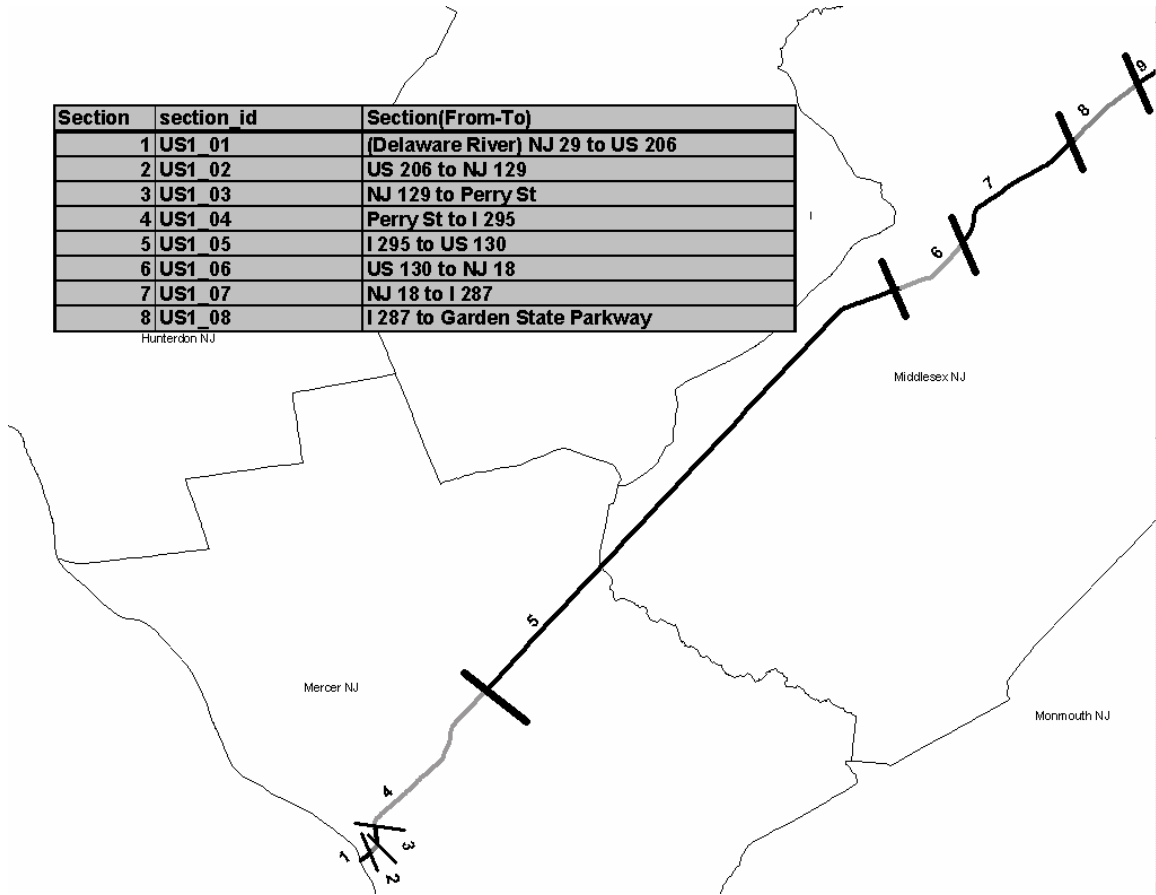 Section section_id Section(From-To)
1 US1_01 (Delaware River) NJ 29 to US 206
2 US1_02 US 206 to NJ 129
3 US1_03 NJ 129 to Perry St
4 US1_04 Perry St to I 295
5 US1_05 I 295 to US 130
6 US1_06 US 130 to NJ 18
7 US1_07 NJ 18 to I 287
8 US1_08 I 287 to Garden State Parkway
Hunterdon NJ
9
8
7
6
Middlesex NJ
5
Mercer NJ
Monmouth NJ
4
3
1
2